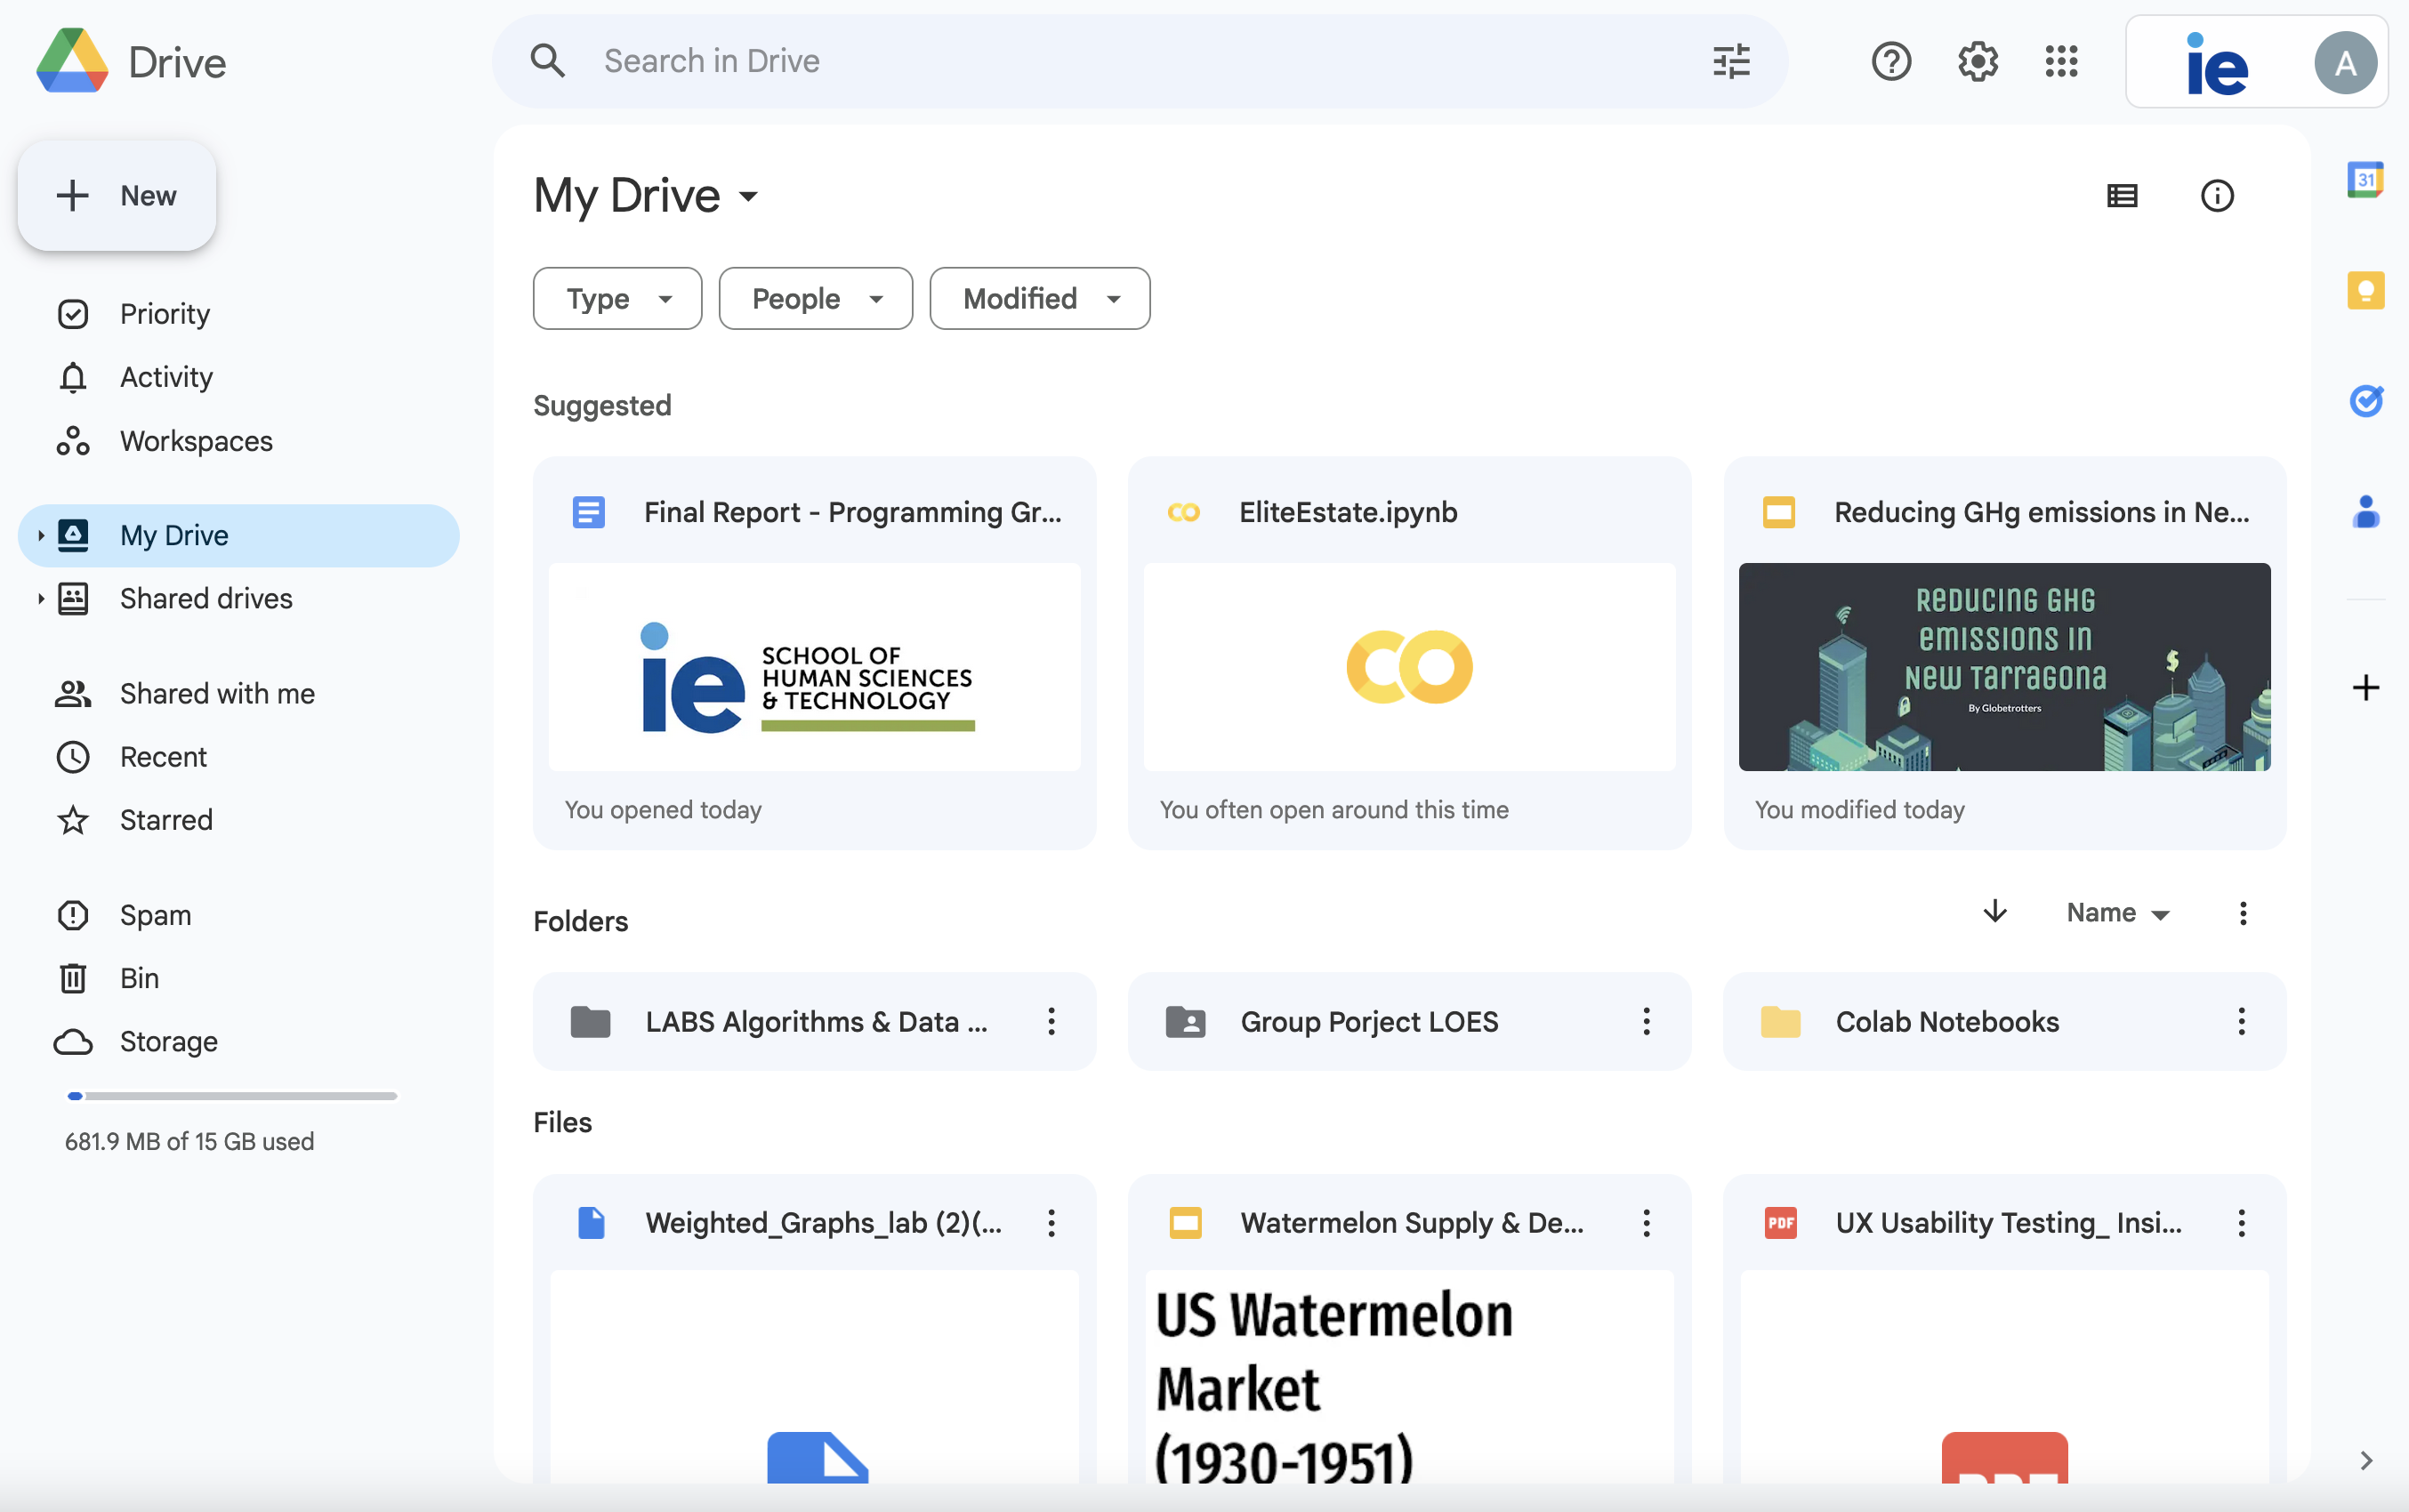 Drive
Search in Drive
ie
A
New
Priority
Activity
Workspaces
My Drive
Shared drives
Shared with me
Recent
Starred
Spam
Bin
Storage
681.9 MB of 15 GB used
My Drive
Type
People
Modified
Suggested
Final Report - Programming Gr...
ie SCHOOL OF
HUMAN SCIENCES
& TECHNOLOGY
You opened today
EliteEstate.ipynb
CO
You often open around this time
Reducing GHg emissions in Ne...
REDUCING GHG
emissions in
New Tarragona
By Globetrotters
You modified today
Folders
Name
LABS Algorithms & Data ...
Group Porject LOES
Colab Notebooks
Files
Weighted_Graphs_lab (2)(...
Watermelon Supply & De...
US Watermelon
Market
(1930-1951)
PDF
UX Usability Testing_ Insi...
PDF
31